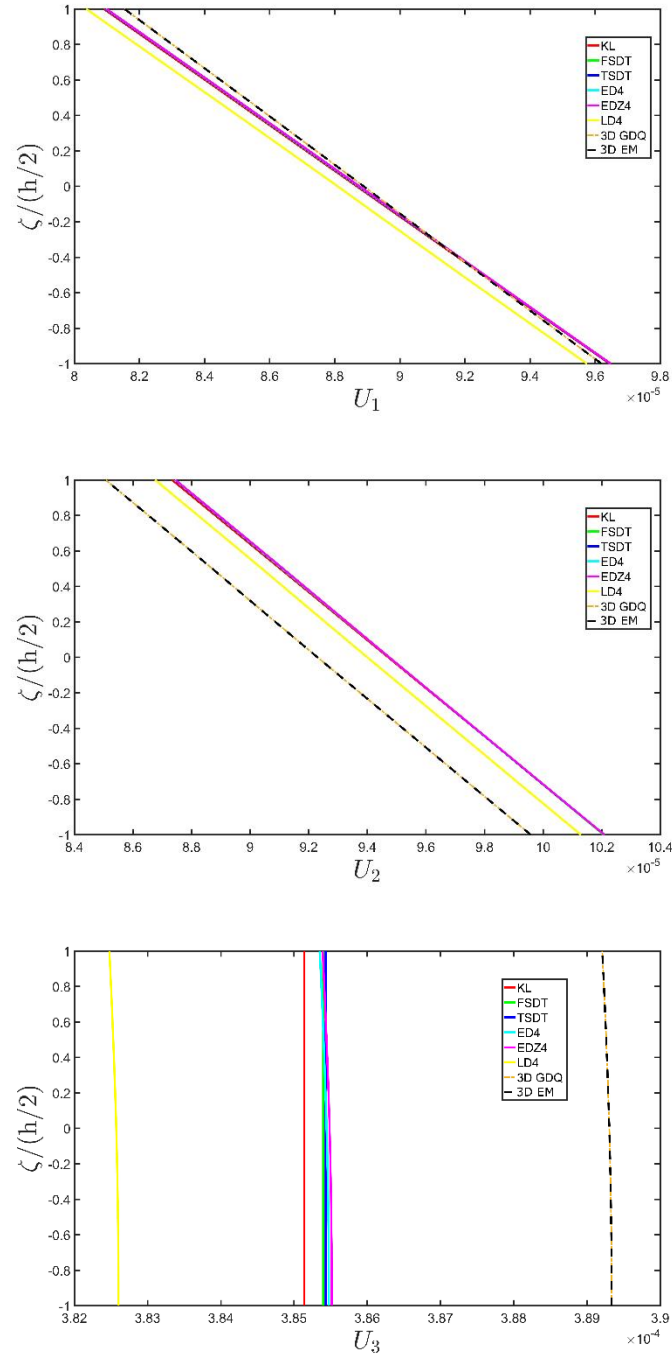 1
0.8
0.6
0.4
0.2
0
-0.2
-0.4
-0.6
-0.8
-1
ζ/(h/2)
KL
FSDT
TSDT
ED4
EDZ4
LD4
3D GDQ
3D EM
8 8.2 8.4 8.6 8.8 9 9.2 9.4 9.6 9.8
×10⁻⁵
U₁
1
0.8
0.6
0.4
0.2
0
-0.2
-0.4
-0.6
-0.8
-1
ζ/(h/2)
KL
FSDT
TSDT
ED4
EDZ4
LD4
3D GDQ
3D EM
8.4 8.6 8.8 9 9.2 9.4 9.6 9.8 10 10.2 10.4
×10⁻⁵
U₂
1
0.8
0.6
0.4
0.2
0
-0.2
-0.4
-0.6
-0.8
-1
ζ/(h/2)
KL
FSDT
TSDT
ED4
EDZ4
LD4
3D GDQ
3D EM
3.82 3.83 3.84 3.85 3.86 3.87 3.88 3.89 3.9
×10⁻⁴
U₃